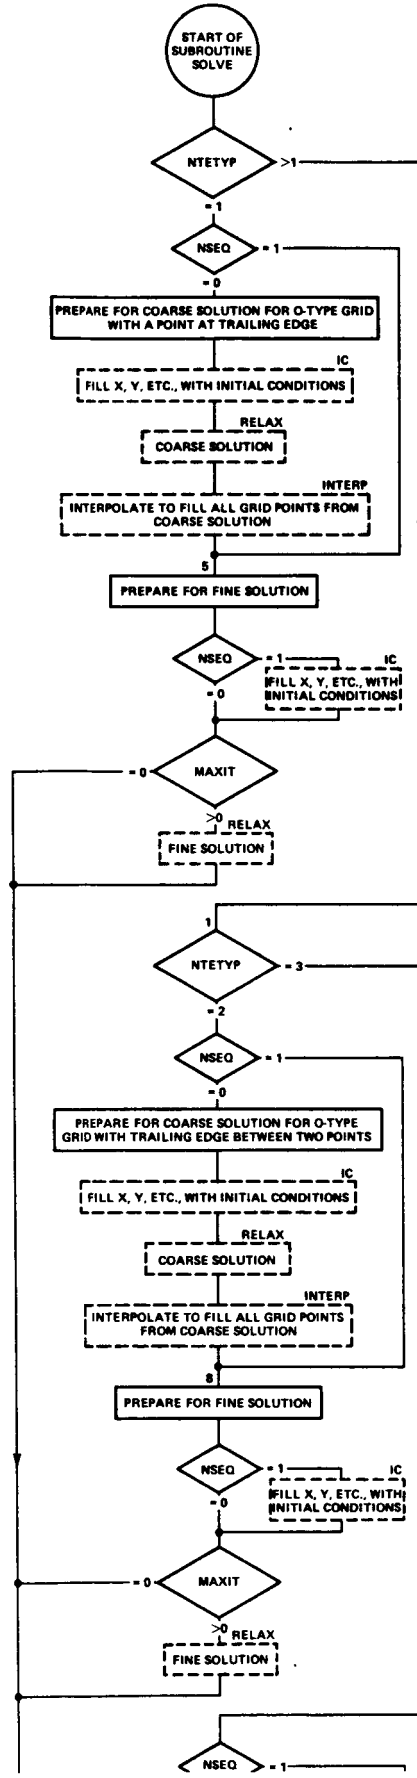 START OF
SUBROUTINE
SOLVE
NTETYP
>1
= 1
NSEQ
= 1
= 0
PREPARE FOR COARSE SOLUTION FOR O-TYPE GRID
WITH A POINT AT TRAILING EDGE
IC
FILL X, Y, ETC., WITH INITIAL CONDITIONS
RELAX
COARSE SOLUTION
INTERP
INTERPOLATE TO FILL ALL GRID POINTS FROM
COARSE SOLUTION
5
PREPARE FOR FINE SOLUTION
NSEQ
= 1
IC
FILL X, Y, ETC., WITH
INITIAL CONDITIONS
= 0
= 0
MAXIT
>0
RELAX
FINE SOLUTION
1
NTETYP
= 3
= 2
NSEQ
= 1
= 0
PREPARE FOR COARSE SOLUTION FOR O-TYPE
GRID WITH TRAILING EDGE BETWEEN TWO POINTS
IC
FILL X, Y, ETC., WITH INITIAL CONDITIONS
RELAX
COARSE SOLUTION
INTERP
INTERPOLATE TO FILL ALL GRID POINTS
FROM COARSE SOLUTION
8
PREPARE FOR FINE SOLUTION
NSEQ
= 1
IC
FILL X, Y, ETC., WITH
INITIAL CONDITIONS
= 0
= 0
MAXIT
>0
RELAX
FINE SOLUTION
NSEQ
= 1